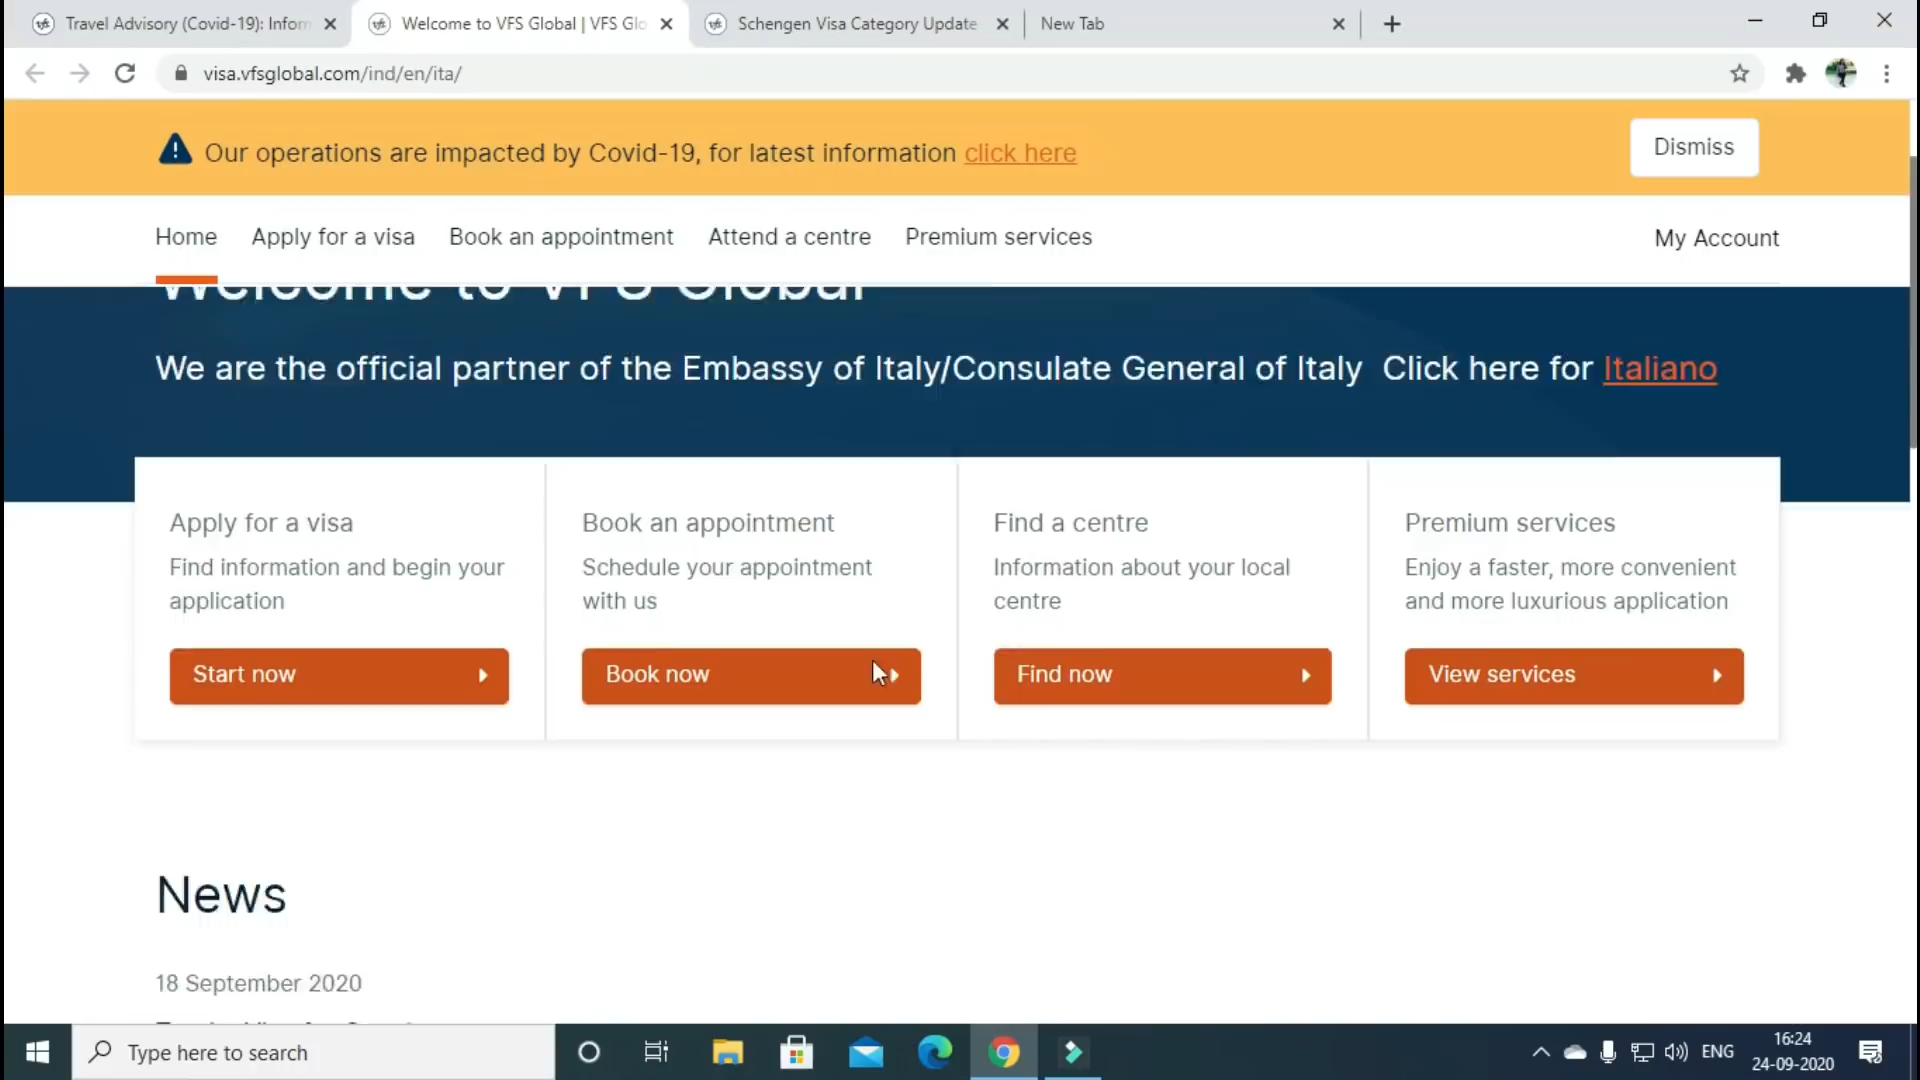 Travel Advisory (Covid-19): Inform
Welcome to VFS Global | VFS Glo
Schengen Visa Category Update
New Tab
visa.vfsglobal.com/ind/en/ita/
Our operations are impacted by Covid-19, for latest information click here
Dismiss
Home
Apply for a visa
Book an appointment
Attend a centre
Premium services
My Account
Welcome to VFS Global
We are the official partner of the Embassy of Italy/Consulate General of Italy Click here for Italiano
Apply for a visa
Find information and begin your
application
Start now
Book an appointment
Schedule your appointment
with us
Book now
Find a centre
Information about your local
centre
Find now
Premium services
Enjoy a faster, more convenient
and more luxurious application
View services
News
18 September 2020
Type here to search
ENG
16:24
24-09-2020